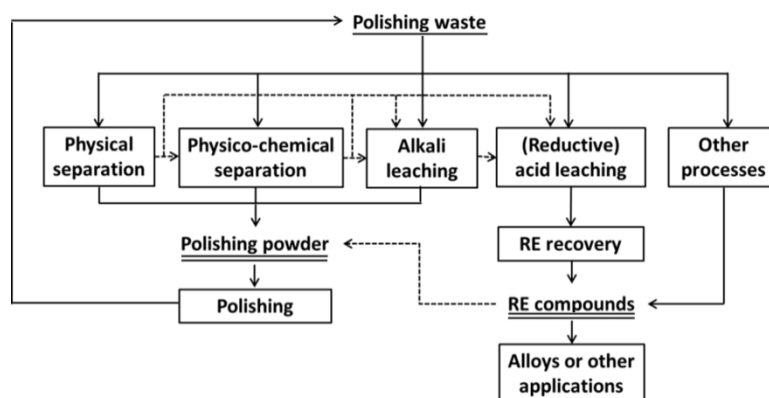 Polishing waste
Physical
separation
Physico-chemical
separation
Alkali
leaching
(Reductive)
acid leaching
Other
processes
Polishing powder
RE recovery
Polishing
RE compounds
Alloys or other
applications